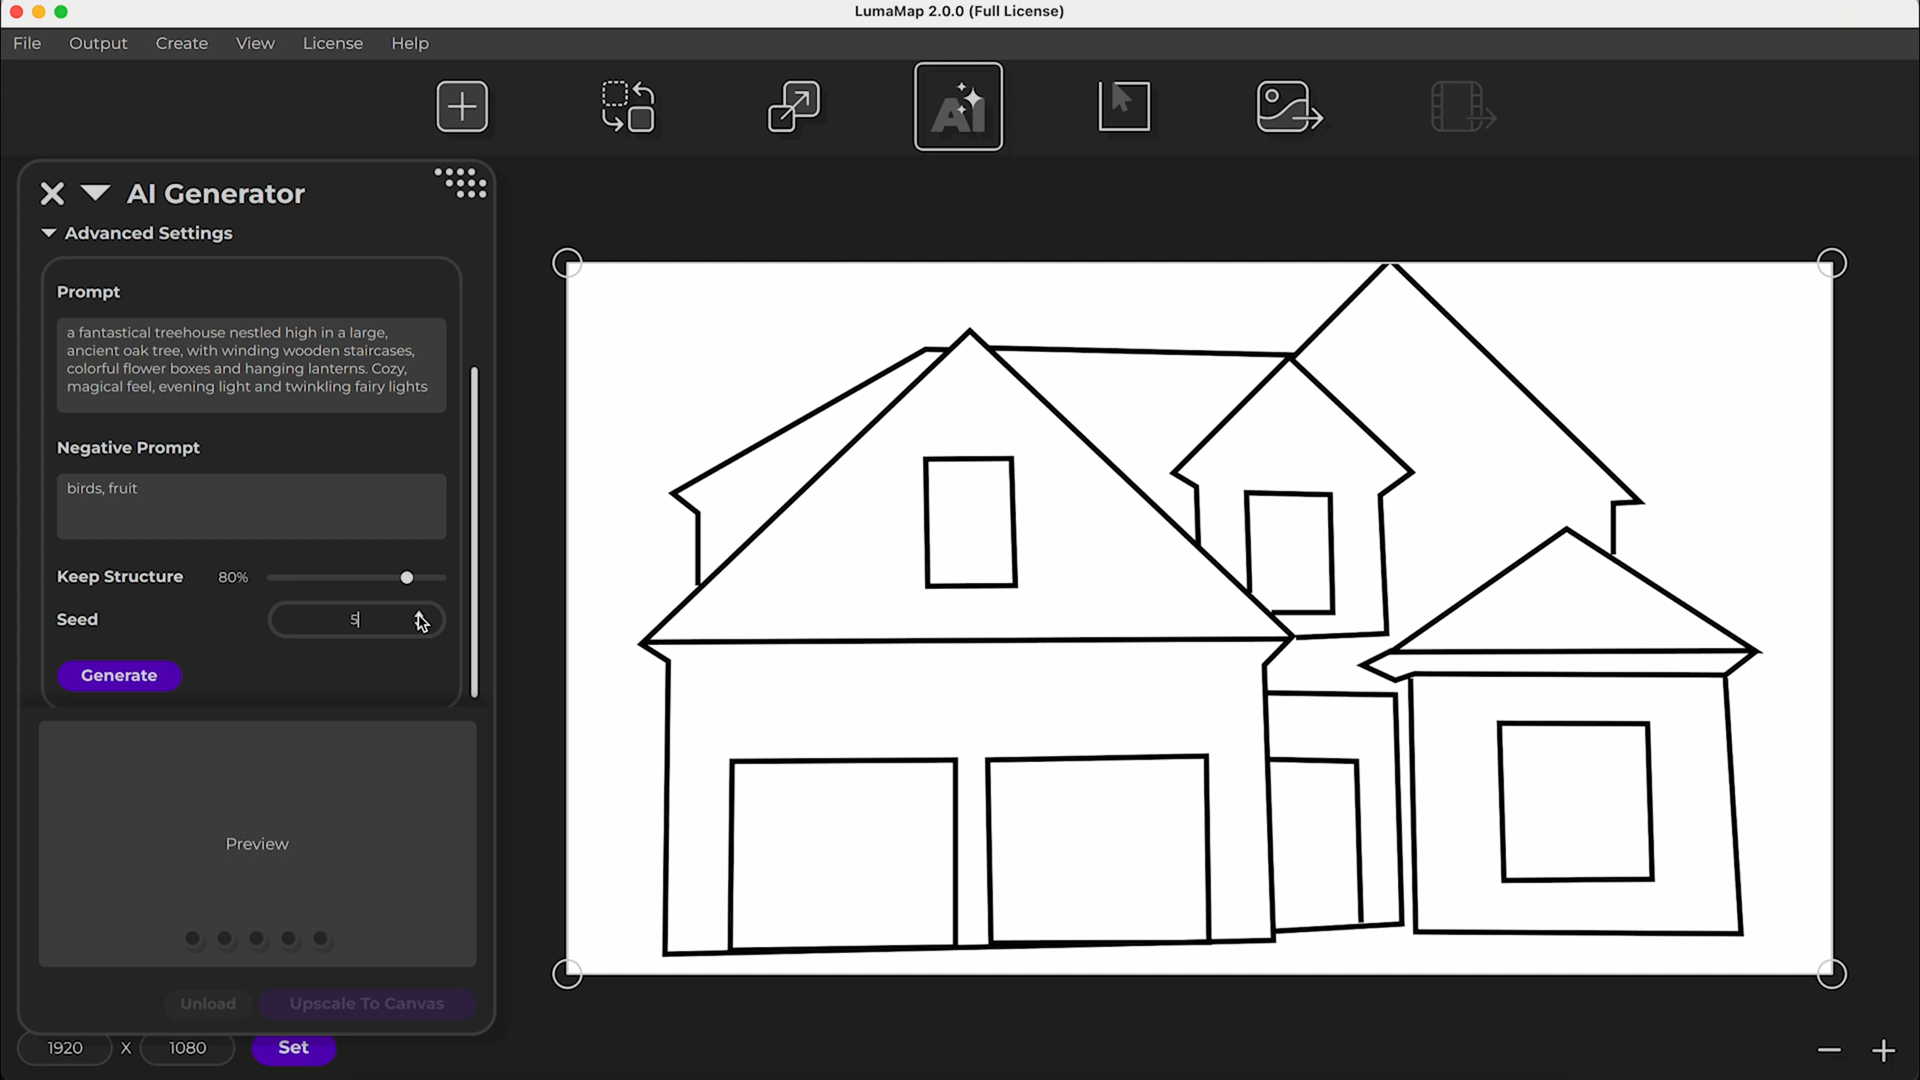 LumaMap 2.0.0 (Full License)
File Output Create View License Help
AI
AI Generator
Advanced Settings
Prompt
a fantastical treehouse nestled high in a large,
ancient oak tree, with winding wooden staircases,
colorful flower boxes and hanging lanterns. Cozy,
magical feel, evening light and twinkling fairy lights
Negative Prompt
birds, fruit
Keep Structure 80%
Seed 5
Generate
Preview
Unload Upscale To Canvas
1920 X 1080 Set